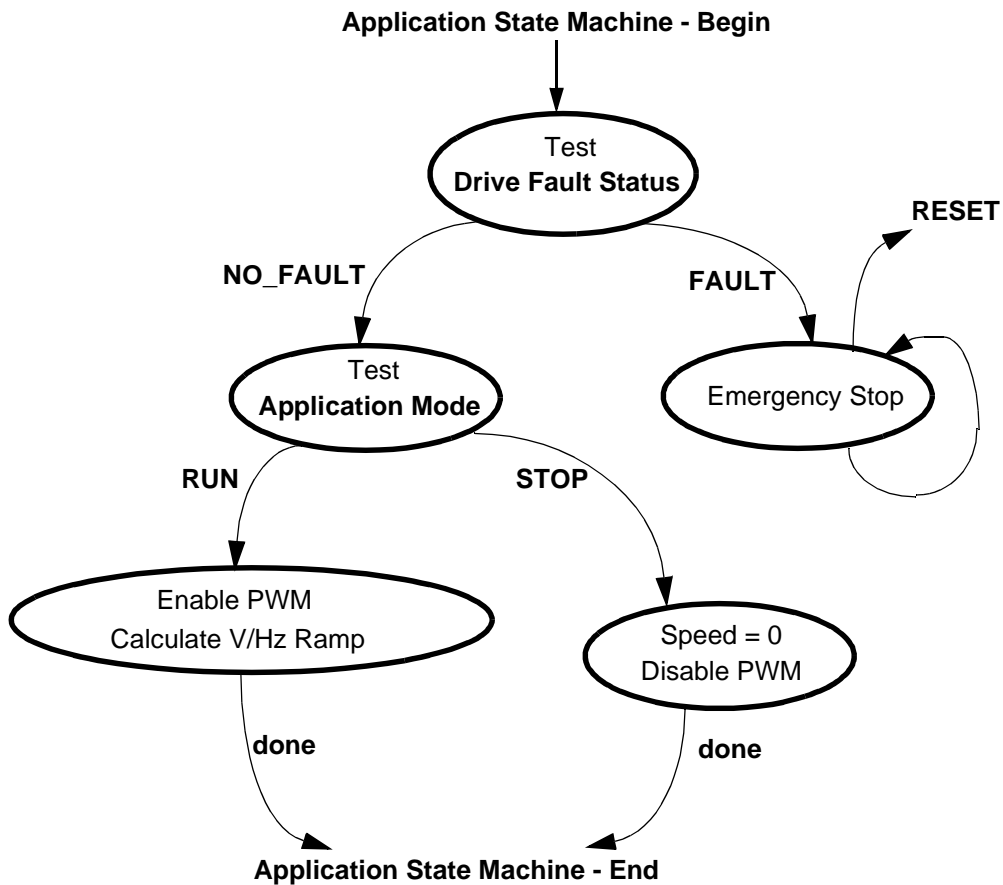 Application State Machine - Begin
Test
Drive Fault Status
RESET
NO_FAULT
FAULT
Test
Application Mode
Emergency Stop
RUN
STOP
Enable PWM
Calculate V/Hz Ramp
Speed = 0
Disable PWM
done
done
Application State Machine - End